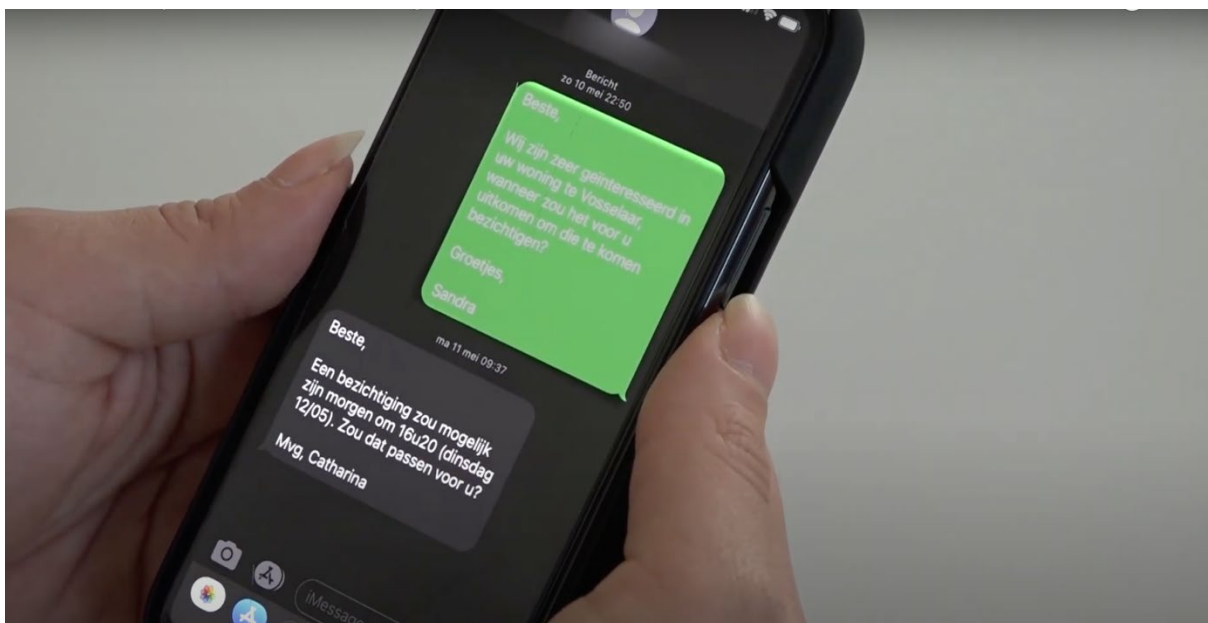 Bericht
zo 10 mei 22:50
Beste,
Wij zijn zeer geïnteresseerd in
uw woning te Vosselaar,
wanneer zou het voor u
uitkomen om die te komen
bezichtigen?
Groetjes,
Sandra
ma 11 mei 09:37
Beste,
Een bezichtiging zou mogelijk
zijn morgen om 16u20 (dinsdag
12/05). Zou dat passen voor u?
Mvg, Catharina
iMessage